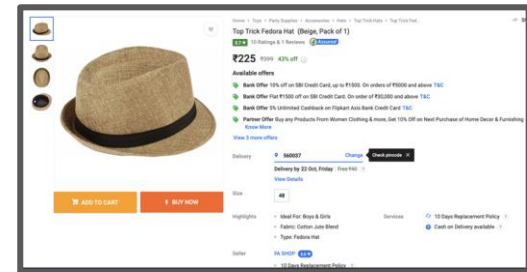 Home > Toys > Party Supplies > Accessories > Hats > Top Trick Hats > Top Trick Fed...
Top Trick Fedora Hat (Beige, Pack of 1)
10 Ratings & 1 Reviews Assured
₹225 ₹399 43% off
Available offers
Bank Offer 10% off on SBI Credit Card, up to ₹1500. On orders of ₹5000 and above T&C
Bank Offer Flat ₹1500 off on SBI Credit Card. On order of ₹30,000 and above T&C
Bank Offer 5% Unlimited Cashback on Flipkart Axis Bank Credit Card T&C
Partner Offer Buy any Products From Women Clothing & more, Get 10% Off on Next Purchase of Home Decor & Furnishing
Know More
View 3 more offers
Delivery 560037 Change Check pincode ×
Delivery by 22 Oct, Friday Free ₹40 ?
View Details
Size 48
ADD TO CART BUY NOW
Highlights Ideal For: Boys & Girls Services 10 Days Replacement Policy ?
Fabric: Cotton Jute Blend Cash on Delivery available ?
Type: Fedora Hat
Seller FA SHOP
10 Days Replacement Policy ?